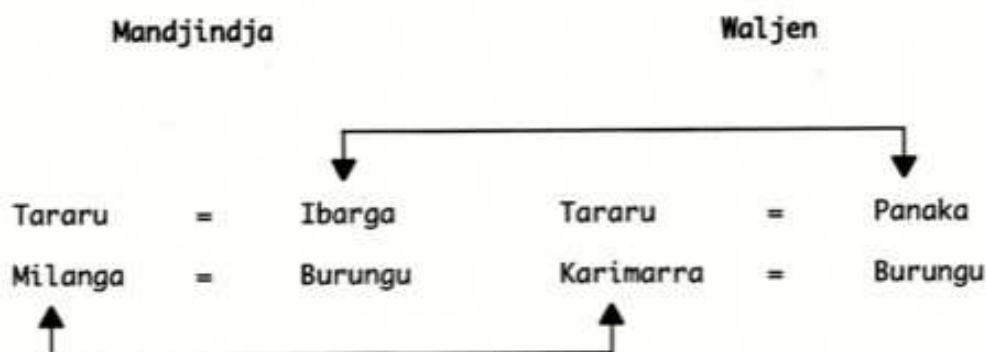 Mandjindja Waljen
Tararu = Ibarga Tararu = Panaka
Milanga = Burungu Karimarra = Burungu